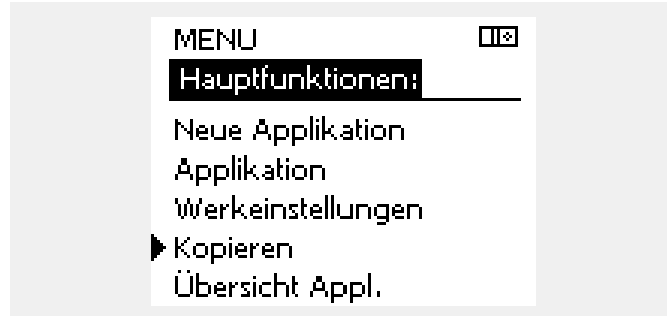 MENU
Hauptfunktionen:
Neue Applikation
Applikation
Werkeinstellungen
Kopieren
Übersicht Appl.